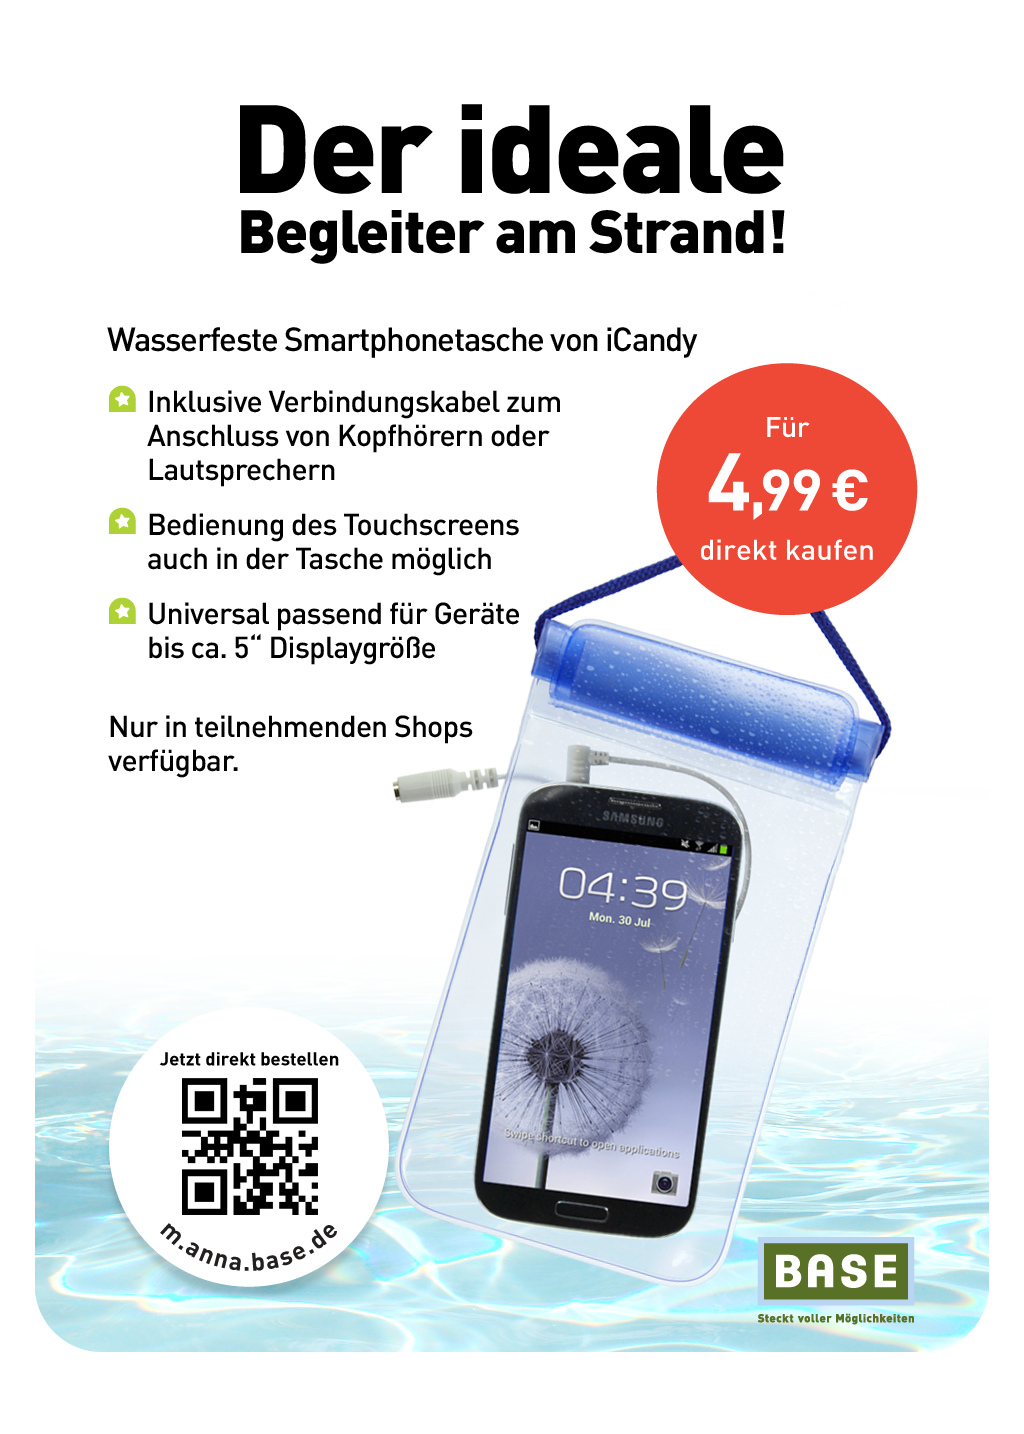 Der ideale
Begleiter am Strand!
Wasserfeste Smartphonetasche von iCandy
Inklusive Verbindungskabel zum
Anschluss von Kopfhörern oder
Lautsprechern
Bedienung des Touchscreens
auch in der Tasche möglich
Universal passend für Geräte
bis ca. 5“ Displaygröße
Nur in teilnehmenden Shops
verfügbar.
Für
4,99 €
direkt kaufen
SAMSUNG
04:39
Mon. 30 Jul
Swipe shortcut to open applications
Jetzt direkt bestellen
m.anna.base.de
BASE
Steckt voller Möglichkeiten